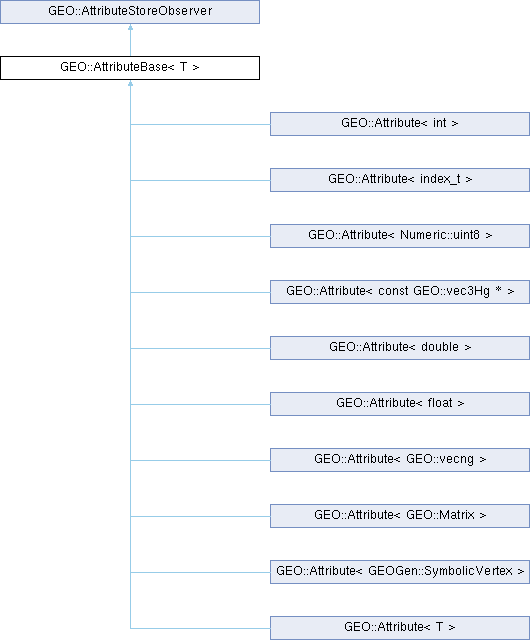 GEO::AttributeStoreObserver
GEO::AttributeBase< T >
GEO::Attribute< int >
GEO::Attribute< index_t >
GEO::Attribute< Numeric::uint8 >
GEO::Attribute< const GEO::vec3Hg * >
GEO::Attribute< double >
GEO::Attribute< float >
GEO::Attribute< GEO::vecng >
GEO::Attribute< GEO::Matrix >
GEO::Attribute< GEOGen::SymbolicVertex >
GEO::Attribute< T >